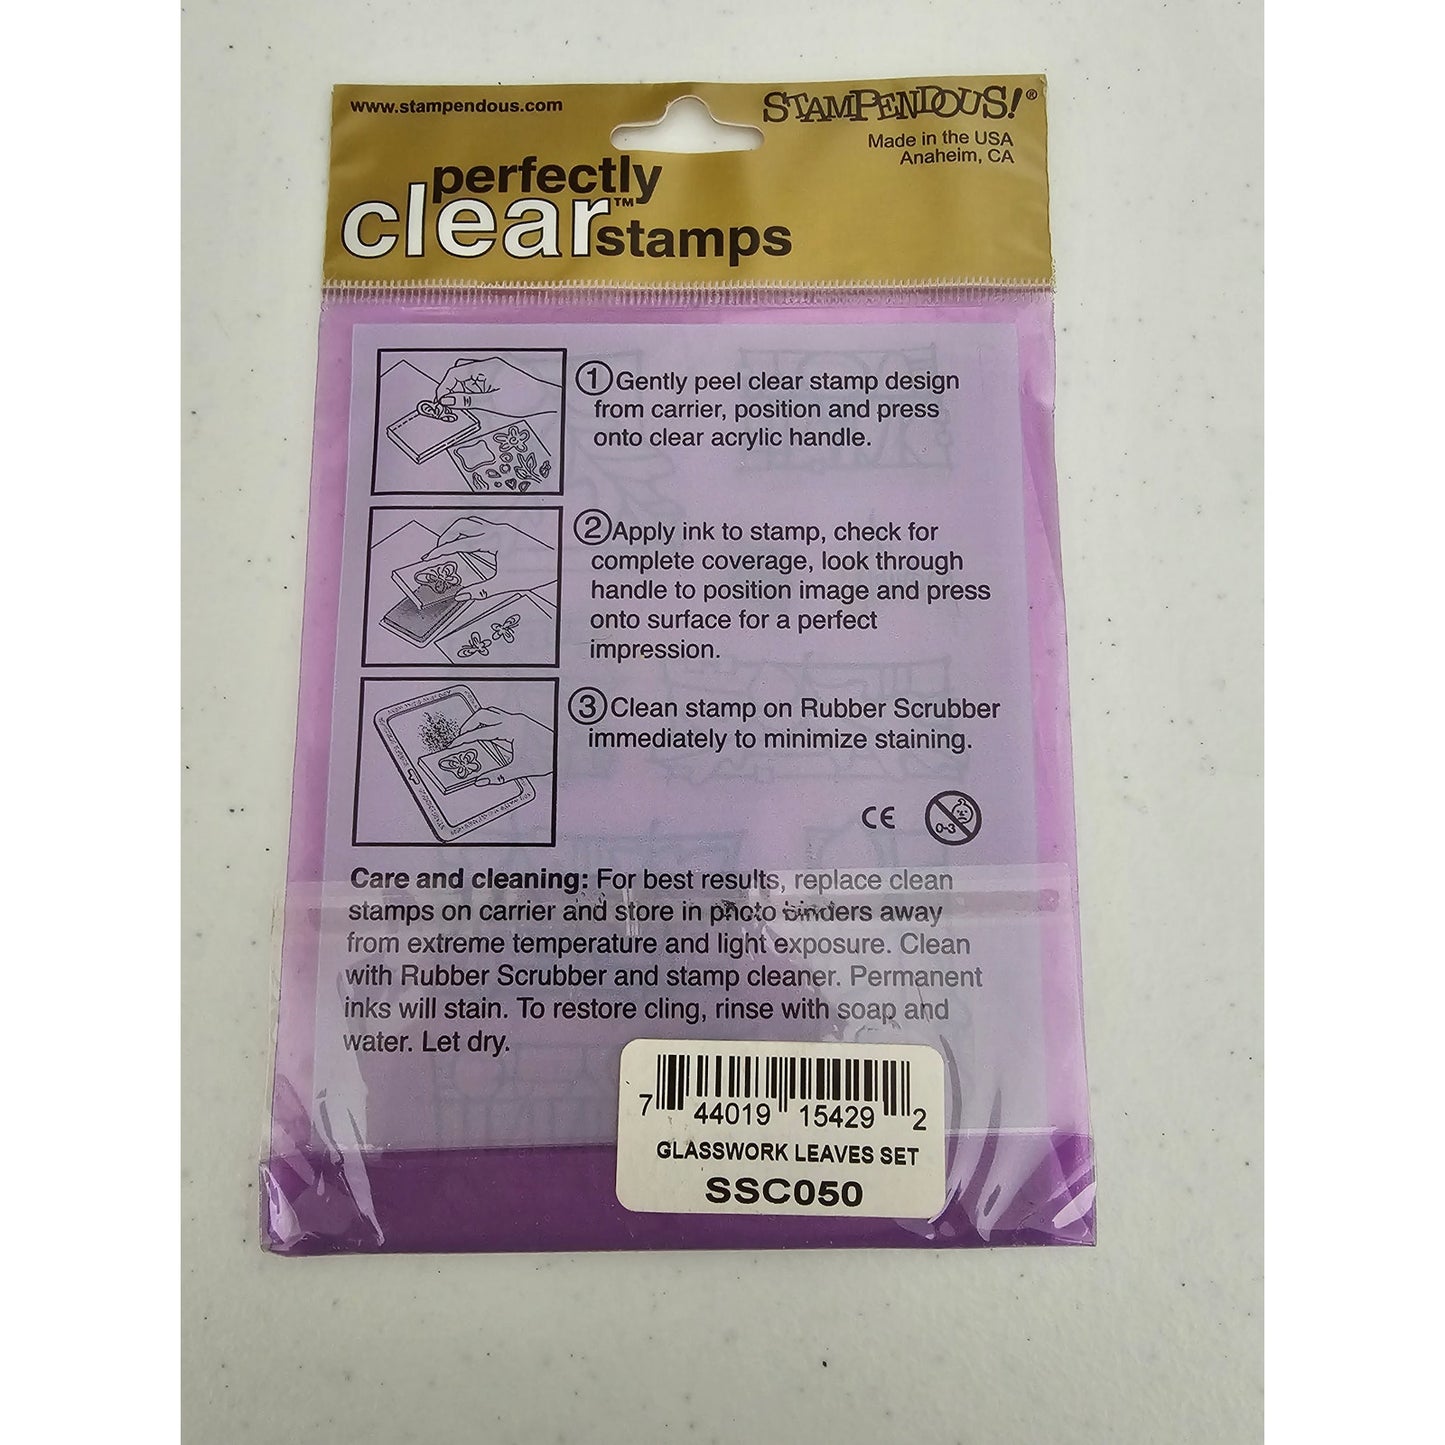 www.stampendous.com
STAMPENDOUS!®
Made in the USA
Anaheim, CA
perfectly
clear™
stamps
1 Gently peel clear stamp design
from carrier, position and press
onto clear acrylic handle.
2 Apply ink to stamp, check for
complete coverage, look through
handle to position image and press
onto surface for a perfect
impression.
3 Clean stamp on Rubber Scrubber
immediately to minimize staining.
CE
0-3
Care and cleaning: For best results, replace clean
stamps on carrier and store in photo binders away
from extreme temperature and light exposure. Clean
with Rubber Scrubber and stamp cleaner. Permanent
inks will stain. To restore cling, rinse with soap and
water. Let dry.
7 44019 15429 2
GLASSWORK LEAVES SET
SSC050